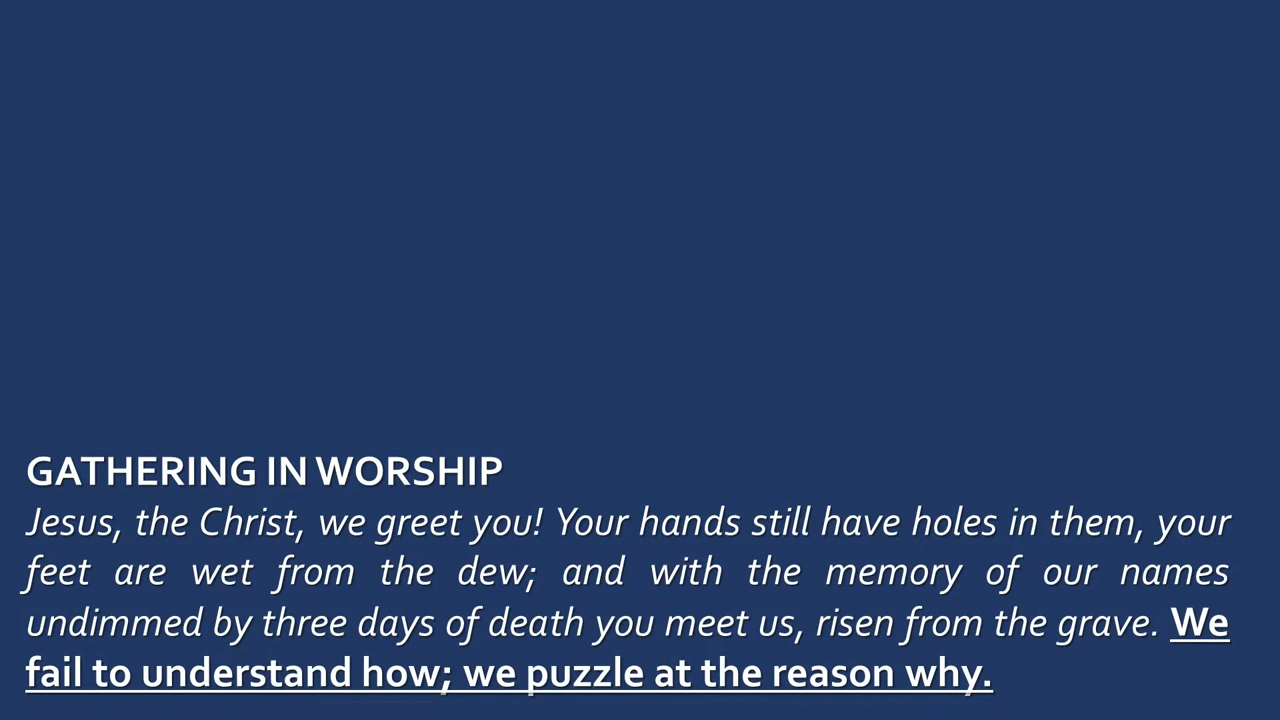 GATHERING IN WORSHIP
Jesus, the Christ, we greet you! Your hands still have holes in them, your
feet are wet from the dew; and with the memory of our names
undimmed by three days of death you meet us, risen from the grave. We
fail to understand how; we puzzle at the reason why.